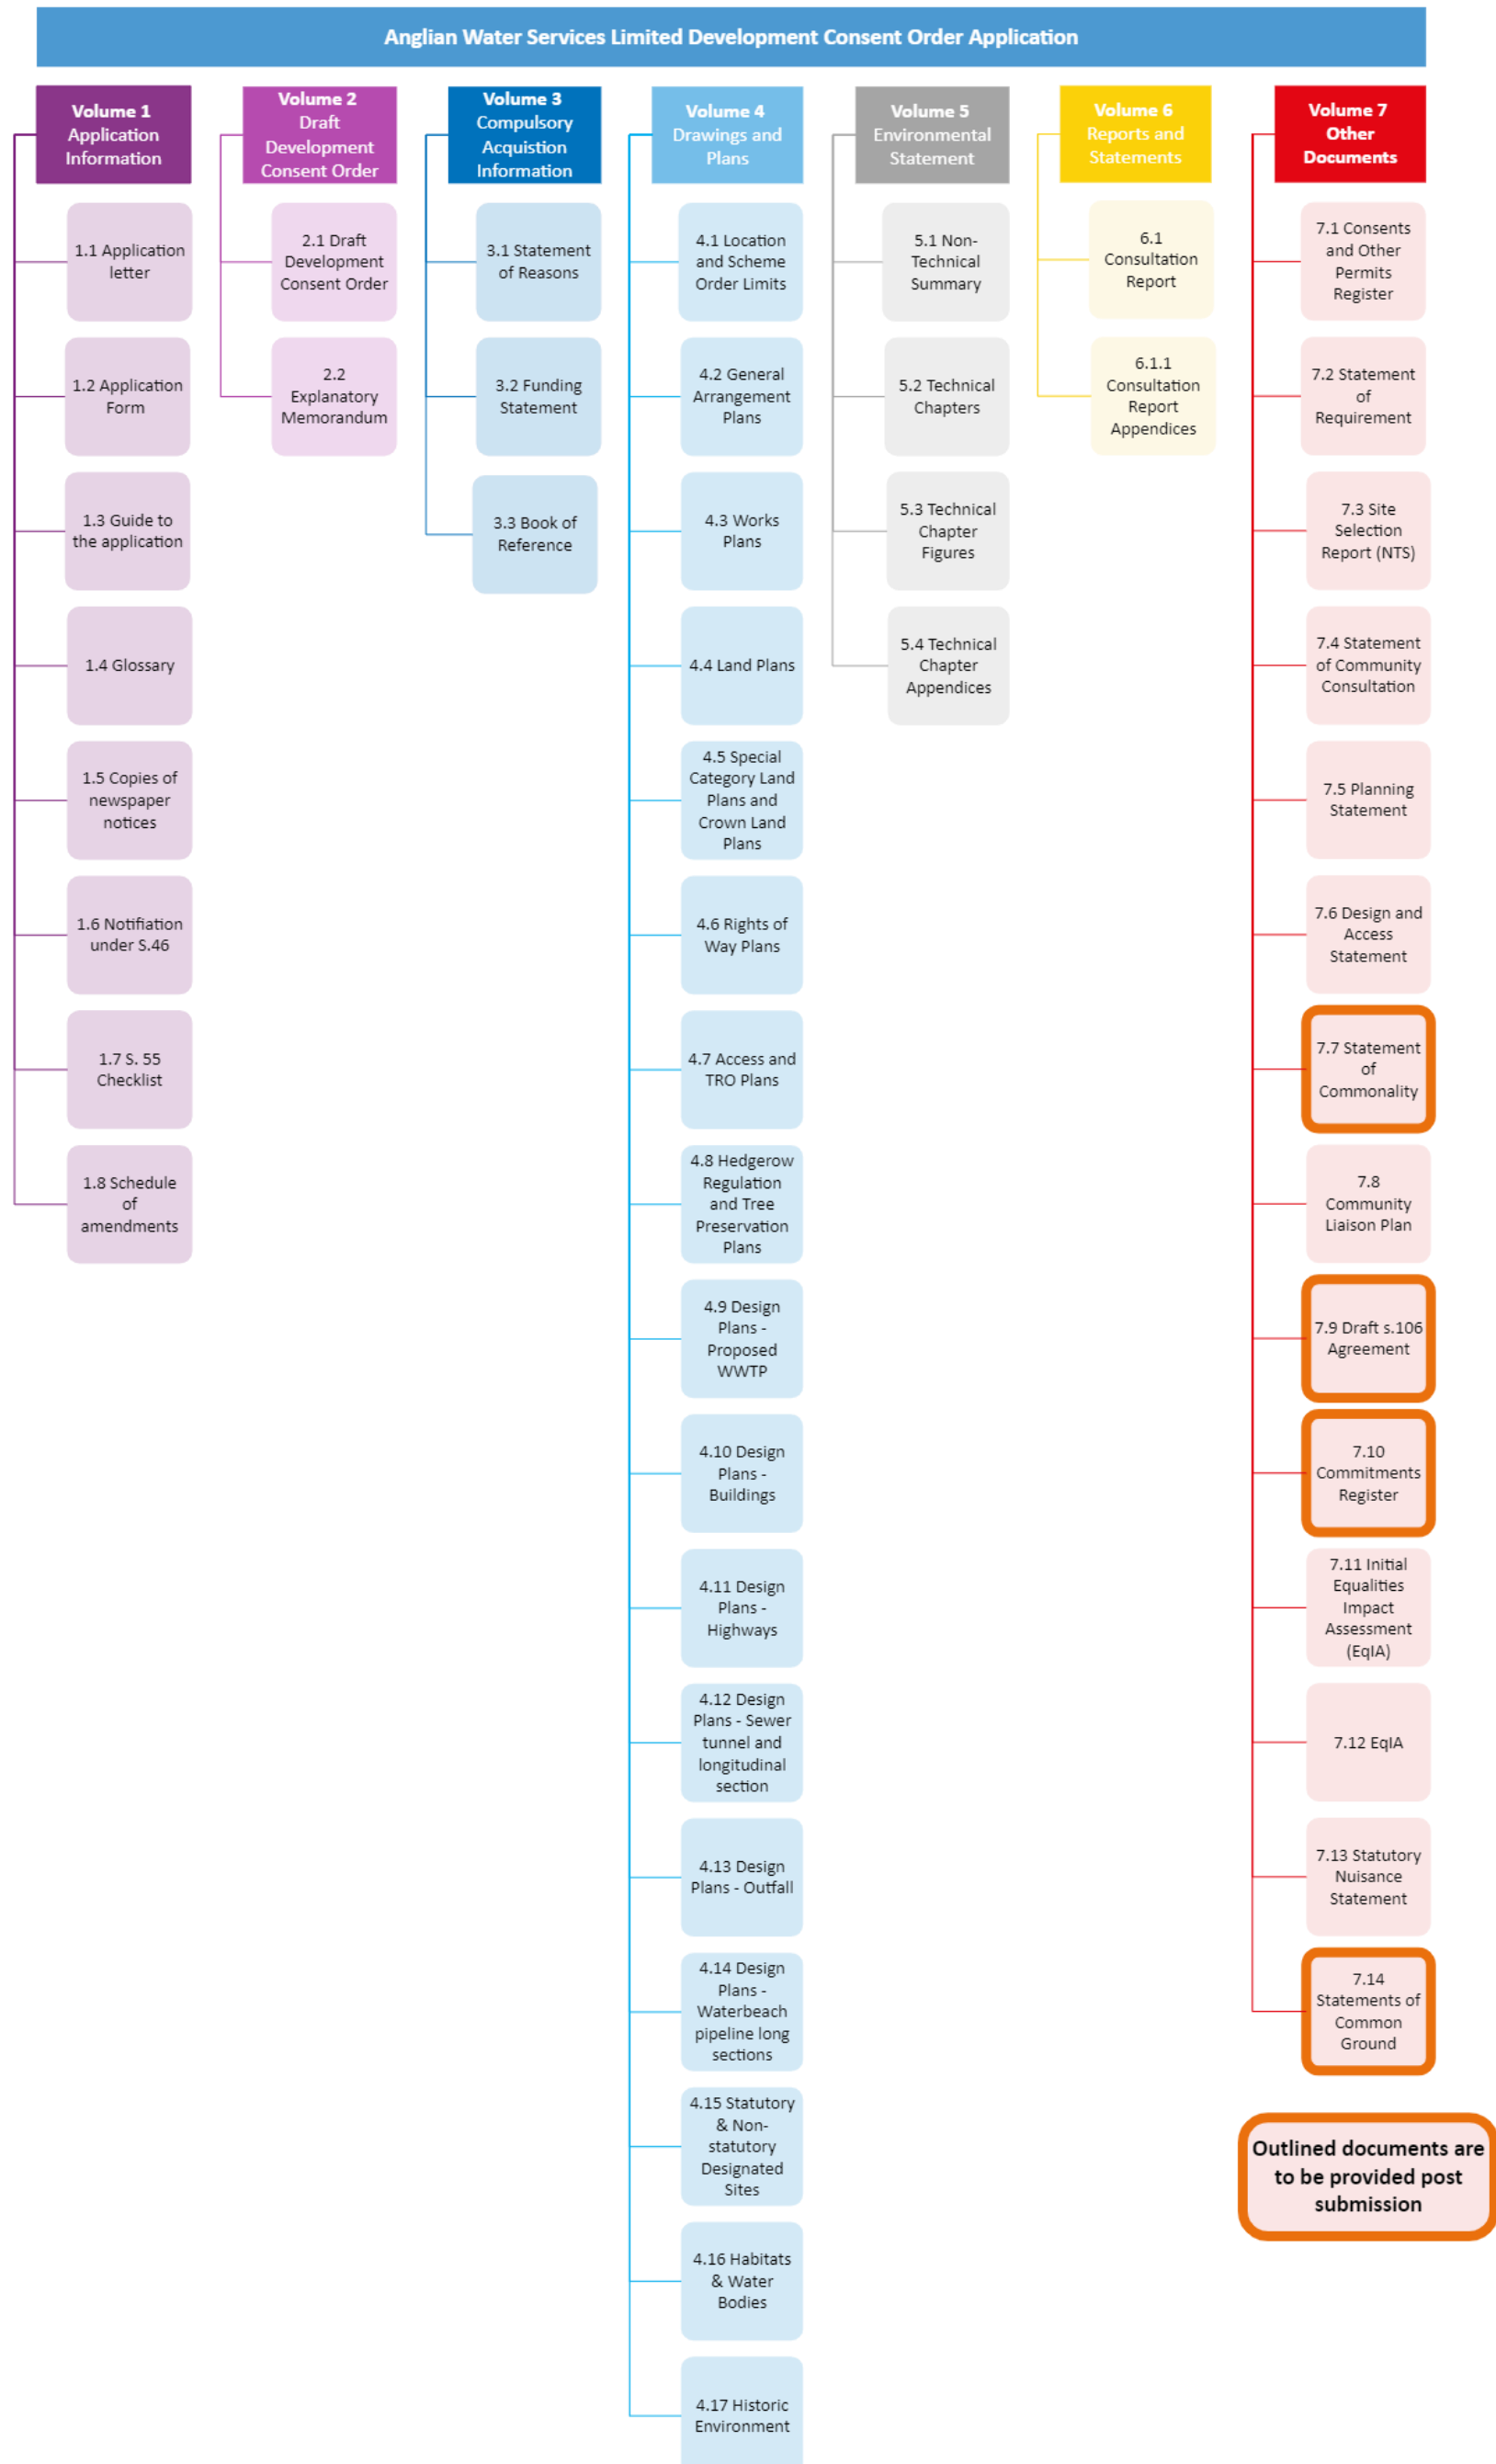 Anglian Water Services Limited Development Consent Order Application
Volume 1
Application
Information
1.1 Application
letter
1.2 Application
Form
1.3 Guide to
the application
1.4 Glossary
1.5 Copies of
newspaper
notices
1.6 Notifiation
under S.46
1.7 S. 55
Checklist
1.8 Schedule
of
amendments
Volume 2
Draft
Development
Consent Order
2.1 Draft
Development
Consent Order
2.2
Explanatory
Memorandum
Volume 3
Compulsory
Acquistion
Information
3.1 Statement
of Reasons
3.2 Funding
Statement
3.3 Book of
Reference
Volume 4
Drawings and
Plans
4.1 Location
and Scheme
Order Limits
4.2 General
Arrangement
Plans
4.3 Works
Plans
4.4 Land Plans
4.5 Special
Category Land
Plans and
Crown Land
Plans
4.6 Rights of
Way Plans
4.7 Access and
TRO Plans
4.8 Hedgerow
Regulation
and Tree
Preservation
Plans
4.9 Design
Plans -
Proposed
WWTP
4.10 Design
Plans -
Buildings
4.11 Design
Plans -
Highways
4.12 Design
Plans - Sewer
tunnel and
longitudinal
section
4.13 Design
Plans - Outfall
4.14 Design
Plans -
Waterbeach
pipeline long
sections
4.15 Statutory
& Non-
statutory
Designated
Sites
4.16 Habitats
& Water
Bodies
4.17 Historic
Environment
Volume 5
Environmental
Statement
5.1 Non-
Technical
Summary
5.2 Technical
Chapters
5.3 Technical
Chapter
Figures
5.4 Technical
Chapter
Appendices
Volume 6
Reports and
Statements
6.1
Consultation
Report
6.1.1
Consultation
Report
Appendices
Volume 7
Other
Documents
7.1 Consents
and Other
Permits
Register
7.2 Statement
of
Requirement
7.3 Site
Selection
Report (NTS)
7.4 Statement
of Community
Consultation
7.5 Planning
Statement
7.6 Design and
Access
Statement
7.7 Statement
of
Commonality
7.8
Community
Liaison Plan
7.9 Draft s.106
Agreement
7.10
Commitments
Register
7.11 Initial
Equalities
Impact
Assessment
(EqIA)
7.12 EqIA
7.13 Statutory
Nuisance
Statement
7.14
Statements of
Common
Ground
Outlined documents are
to be provided post
submission